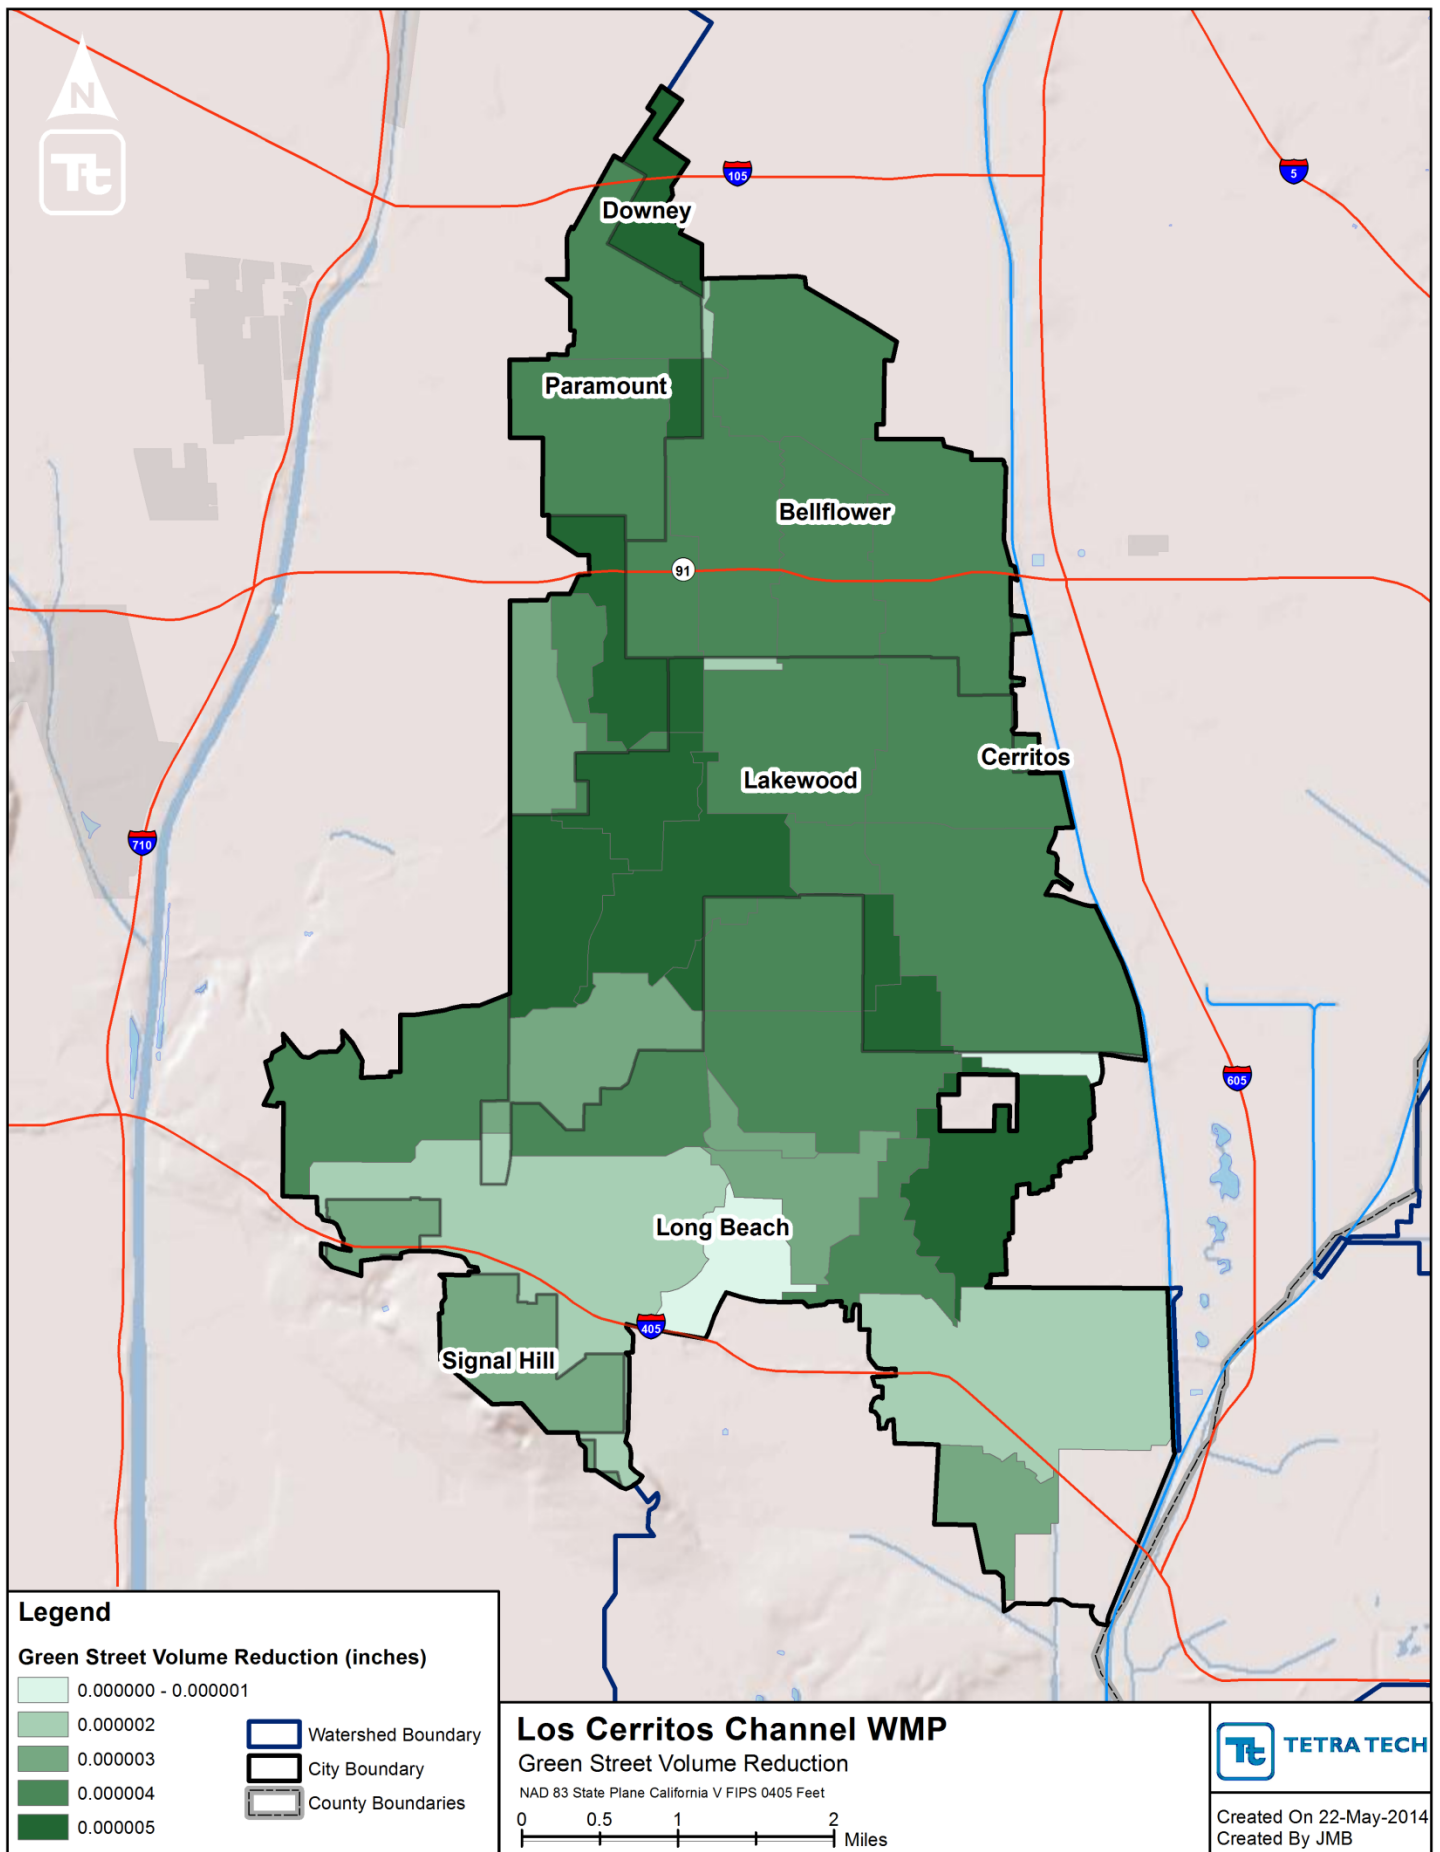 N
Tt
105
5
Downey
Paramount
Bellflower
91
Cerritos
Lakewood
710
605
Long Beach
405
Signal Hill
Legend
Green Street Volume Reduction (inches)
0.000000 - 0.000001
0.000002
0.000003
0.000004
0.000005
Watershed Boundary
City Boundary
County Boundaries
Los Cerritos Channel WMP
Green Street Volume Reduction
NAD 83 State Plane California V FIPS 0405 Feet
0 0.5 1 2
Miles
Tt TETRA TECH
Created On 22-May-2014
Created By JMB